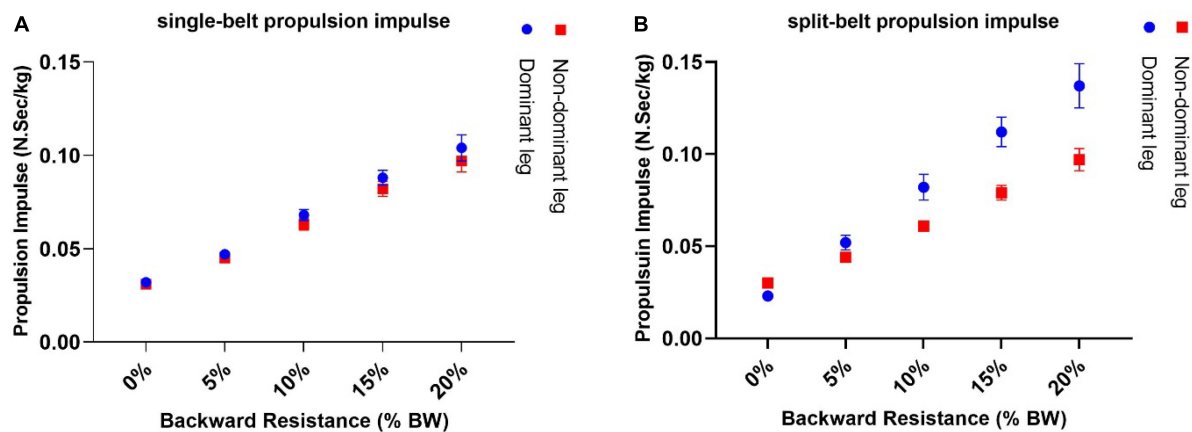 A
single-belt propulsion impulse
Dominant leg
Non-dominant leg
Propulsion Impulse (N.Sec/kg)
0.15
0.10
0.05
0.00
0%
5%
10%
15%
20%
Backward Resistance (% BW)
B
split-belt propulsion impulse
Dominant leg
Non-dominant leg
Propulsuin Impulse (N.Sec/kg)
0.15
0.10
0.05
0.00
0%
5%
10%
15%
20%
Backward Resistance (% BW)